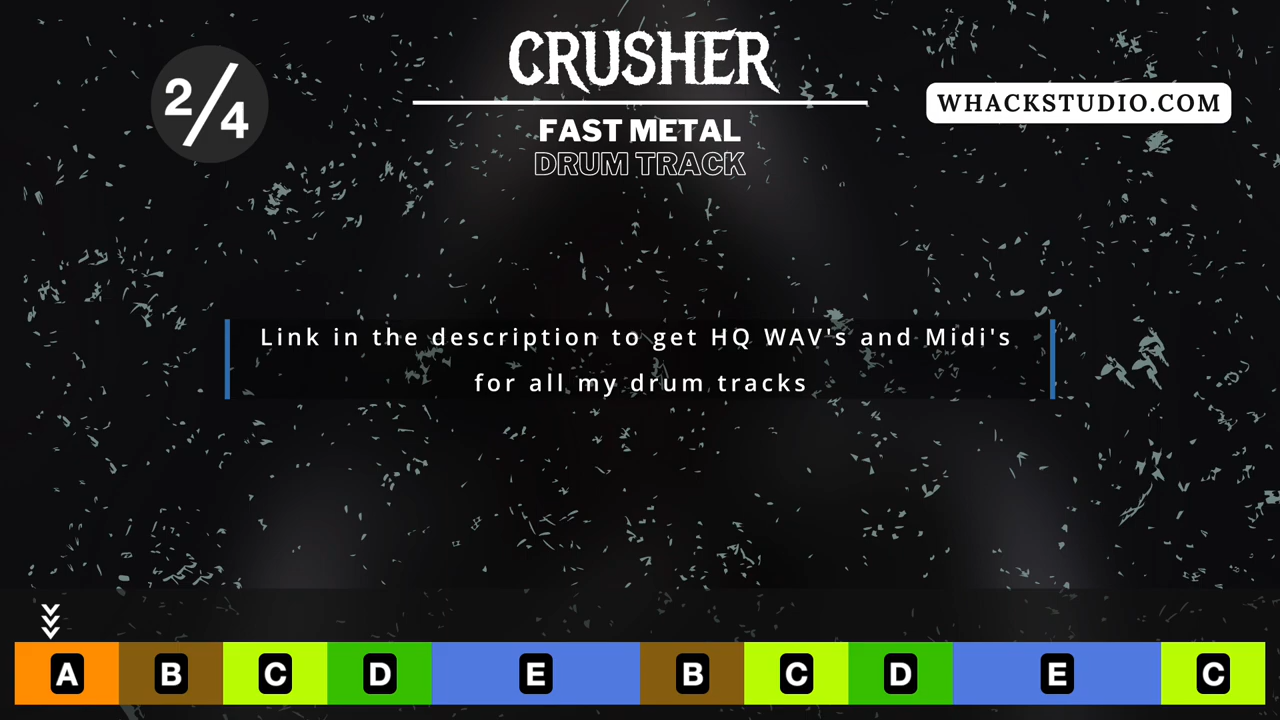 CRUSHER
2/4
WHACKSTUDIO.COM
FAST METAL
DRUM TRACK
Link in the description to get HQ WAV's and Midi's
for all my drum tracks
A B C D E B C D E C